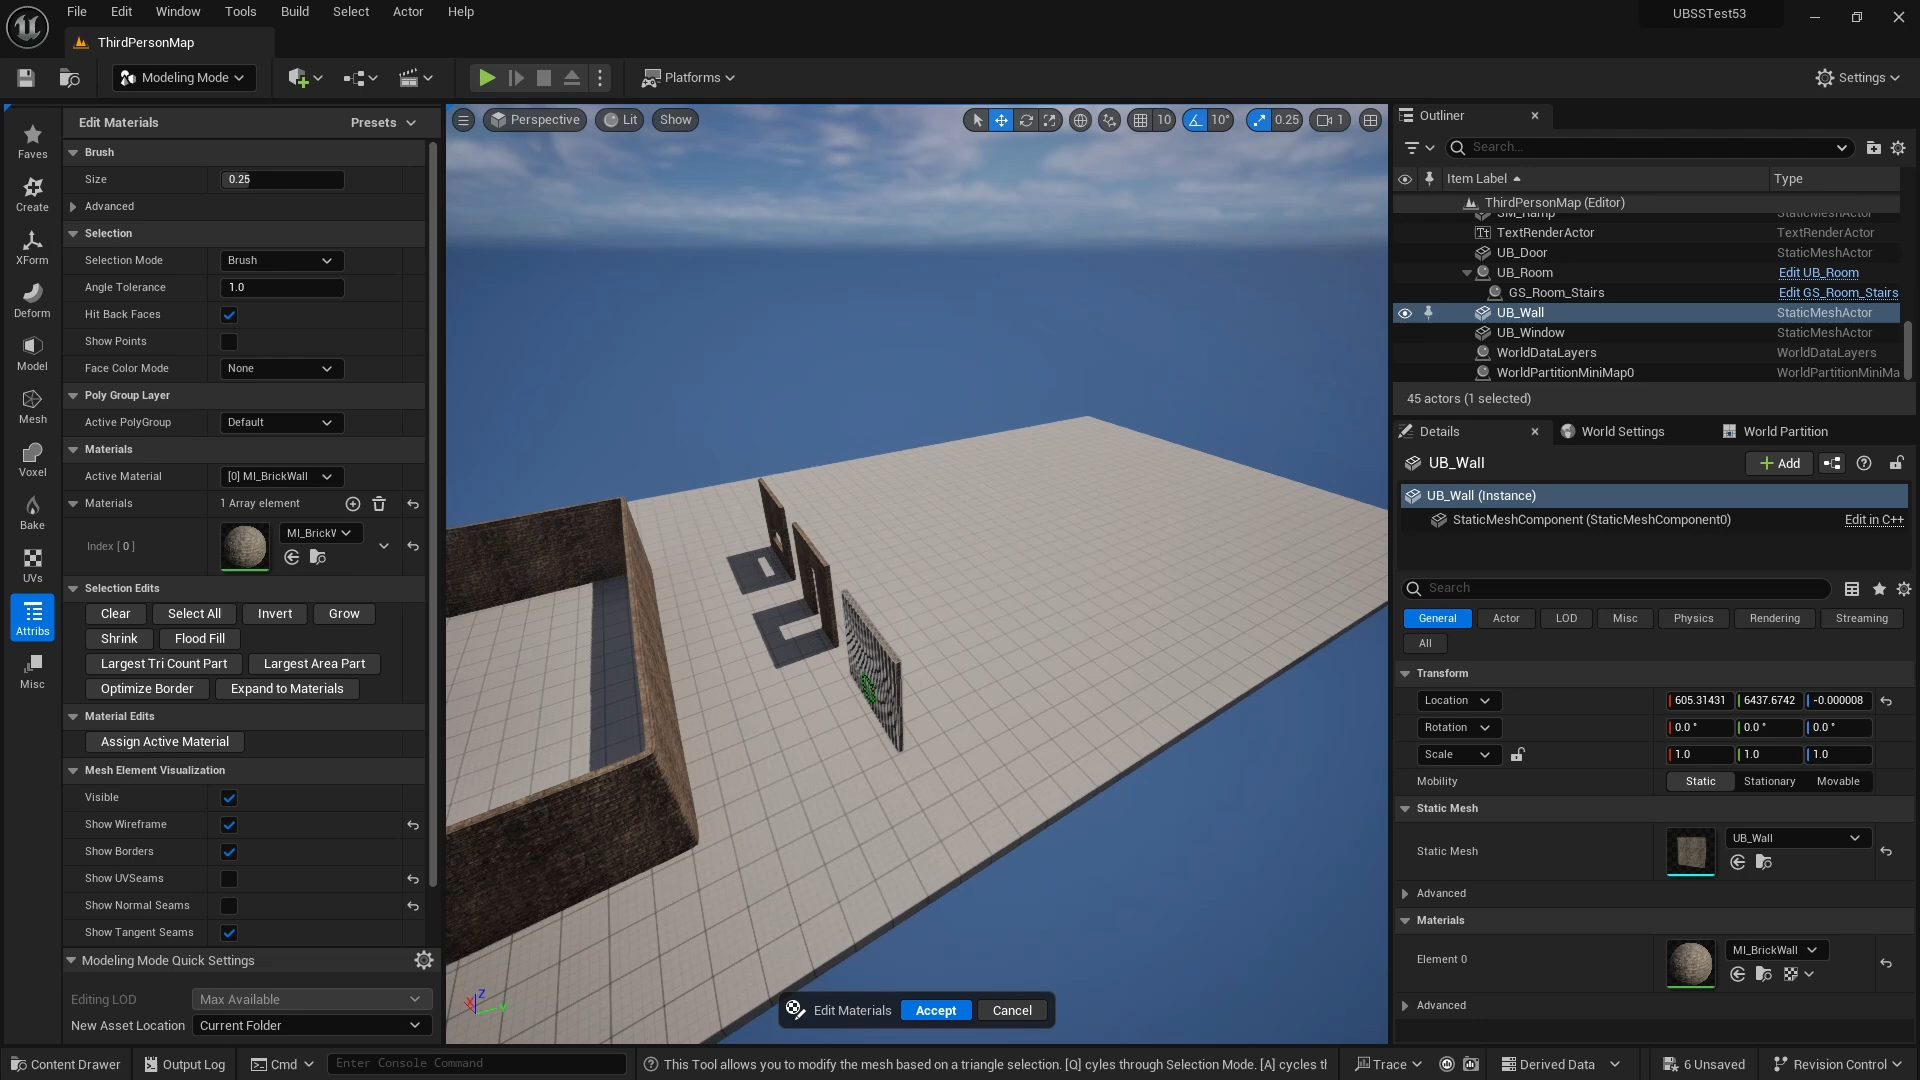 File Edit Window Tools Build Select Actor Help
UBSSTest53
ThirdPersonMap
Modeling Mode
Platforms
Settings
Edit Materials
Presets
Brush
Size 0.25
Advanced
Selection
Selection Mode Brush
Angle Tolerance 1.0
Hit Back Faces
Show Points
Face Color Mode None
Poly Group Layer
Active PolyGroup Default
Materials
Active Material [0] MI_BrickWall
Materials 1 Array element
Index [ 0 ] MI_BrickV
Selection Edits
Clear Select All Invert Grow
Shrink Flood Fill
Largest Tri Count Part Largest Area Part
Optimize Border Expand to Materials
Material Edits
Assign Active Material
Mesh Element Visualization
Visible
Show Wireframe
Show Borders
Show UVSeams
Show Normal Seams
Show Tangent Seams
Modeling Mode Quick Settings
Editing LOD Max Available
New Asset Location Current Folder
Faves
Create
XForm
Deform
Model
Mesh
Voxel
Bake
UVs
Attribs
Misc
Perspective Lit Show
10 10° 0.25 1
X Z Y
Edit Materials Accept Cancel
Outliner
Search...
Item Label Type
ThirdPersonMap (Editor)
SM_Ramp StaticMeshActor
TextRenderActor TextRenderActor
UB_Door StaticMeshActor
UB_Room Edit UB_Room
GS_Room_Stairs Edit GS_Room_Stairs
UB_Wall StaticMeshActor
UB_Window StaticMeshActor
WorldDataLayers WorldDataLayers
WorldPartitionMiniMap0 WorldPartitionMiniMa
45 actors (1 selected)
Details World Settings World Partition
UB_Wall Add
UB_Wall (Instance)
StaticMeshComponent (StaticMeshComponent0) Edit in C++
Search
General Actor LOD Misc Physics Rendering Streaming
All
Transform
Location 605.31431 6437.6742 -0.000008
Rotation 0.0 ° 0.0 ° 0.0 °
Scale 1.0 1.0 1.0
Mobility Static Stationary Movable
Static Mesh
Static Mesh UB_Wall
Advanced
Materials
Element 0 MI_BrickWall
Advanced
Content Drawer Output Log Cmd Enter Console Command
This Tool allows you to modify the mesh based on a triangle selection. [Q] cyles through Selection Mode. [A] cycles tl
Trace Derived Data 6 Unsaved Revision Control